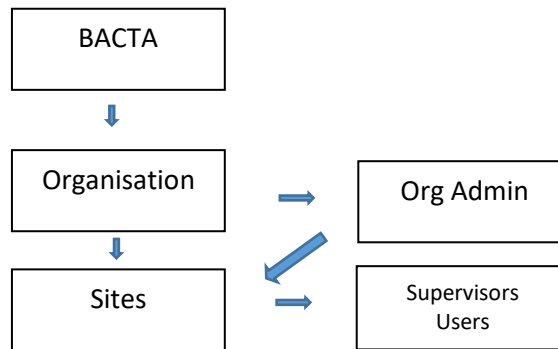 BACTA
Organisation
Org Admin
Sites
Supervisors
Users